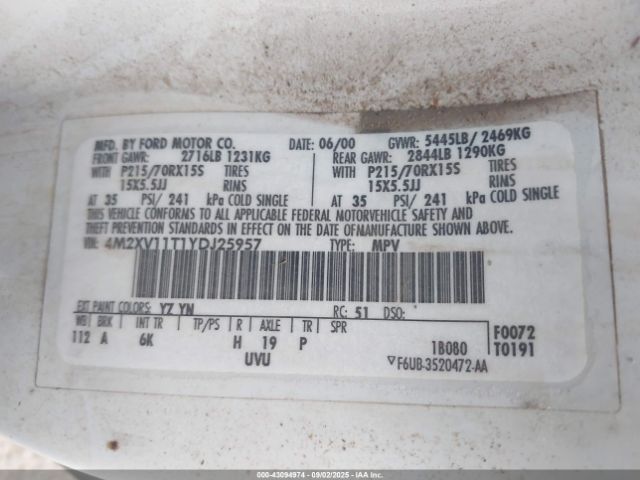 MFD. BY FORD MOTOR CO. DATE: 06/00 GVWR: 5445LB/ 2469KG
FRONT GAWR: 2716LB 1231KG REAR GAWR: 2844LB 1290KG
WITH P215/70RX15S TIRES WITH P215/70RX15S TIRES
15X5.5JJ RIMS 15X5.5JJ RIMS
AT 35 PSI/ 241 kPa COLD SINGLE AT 35 PSI/ 241 kPa COLD SINGLE
THIS VEHICLE CONFORMS TO ALL APPLICABLE FEDERAL MOTOR VEHICLE SAFETY AND
THEFT PREVENTION STANDARDS IN EFFECT ON THE DATE OF MANUFACTURE SHOWN ABOVE.
VIN: 4M2XV11T1YDJ25957 TYPE: MPV
EXT PAINT COLORS: YZ YN RC: 51 DSO:
WB BRK INT TR TP/PS R AXLE TR SPR F0072
112 A 6K H 19 P 1B080 T0191
UVU ▽F6UB-3520472-AA
000-43094974 - 09/02/2025 - IAAI.CA